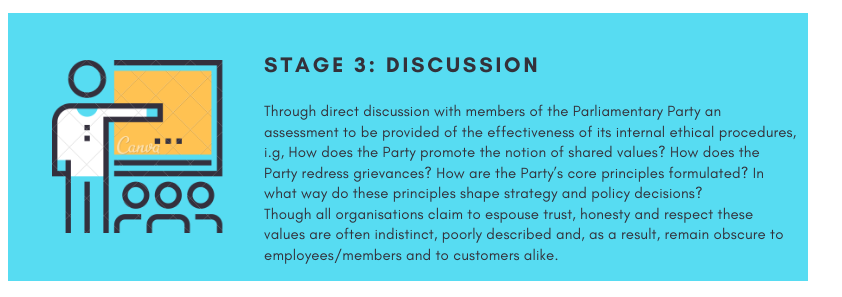 STAGE 3: DISCUSSION
Through direct discussion with members of the Parliamentary Party an
assessment to be provided of the effectiveness of its internal ethical procedures,
i.g, How does the Party promote the notion of shared values? How does the
Party redress grievances? How are the Party's core principles formulated? In
what way do these principles shape strategy and policy decisions?
Though all organisations claim to espouse trust, honesty and respect these
values are often indistinct, poorly described and, as a result, remain obscure to
employees/members and to customers alike.
Canva